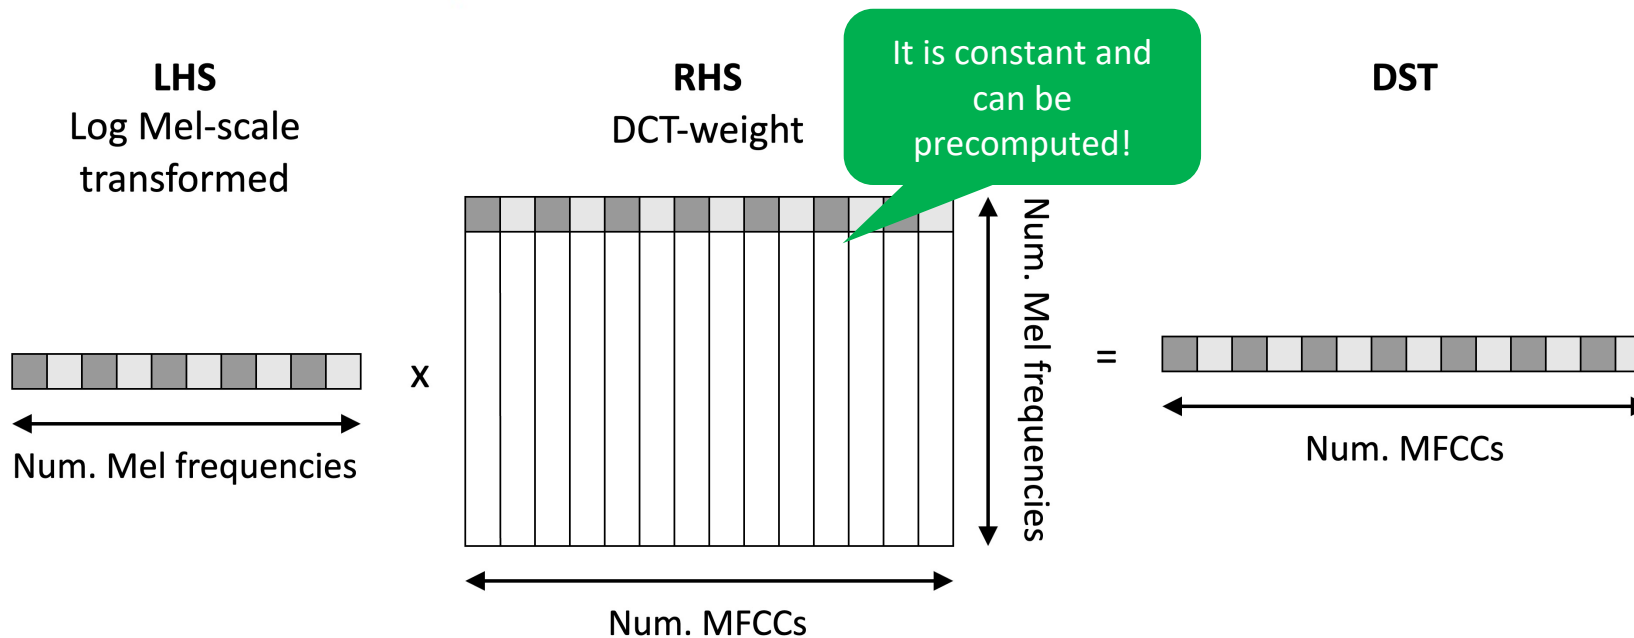 LHS
Log Mel-scale
transformed
RHS
DCT-weight
It is constant and
can be
precomputed!
DST
Num. Mel frequencies
x
Num. MFCCs
Num. Mel frequencies
=
Num. MFCCs